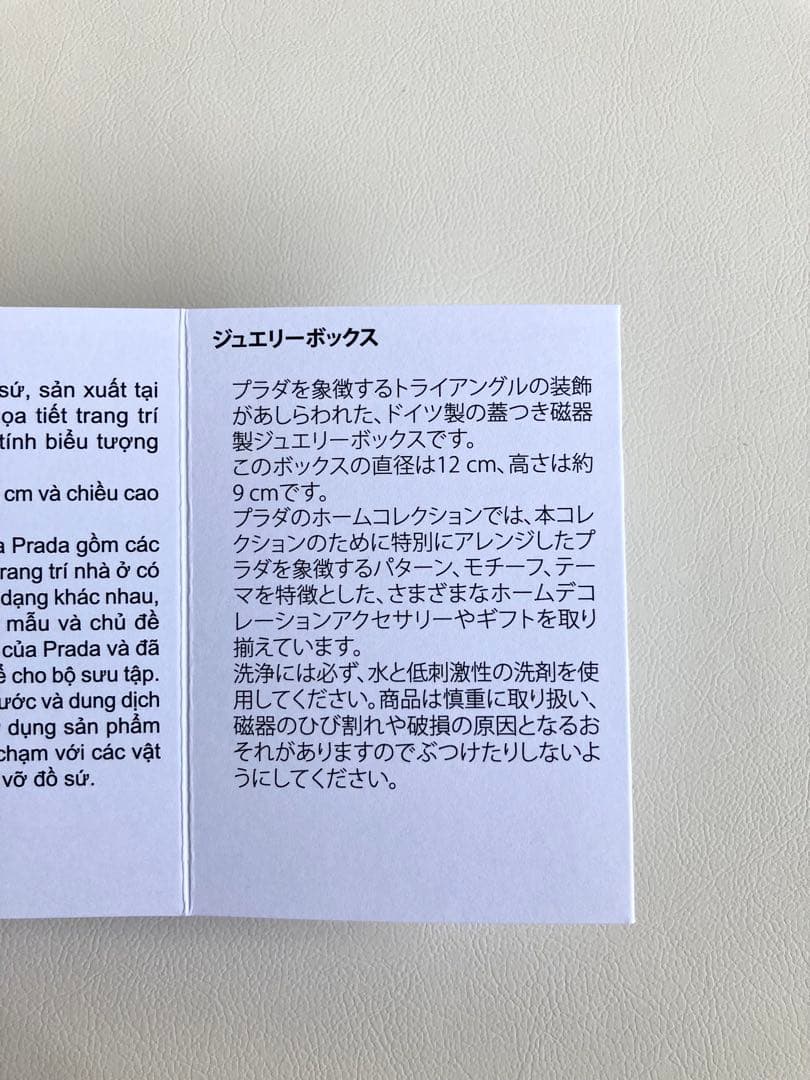 sứ, sản xuất tại
ọa tiết trang trí
tính biểu tượng
cm và chiều cao
a Prada gồm các
rang trí nhà ở có
dạng khác nhau,
mẫu và chủ đề
của Prada và đã
ế cho bộ sưu tập.
ước và dung dịch
dụng sản phẩm
chạm với các vật
vỡ đồ sứ.
ジュエリーボックス
プラダを象徴するトライアングルの装飾
があしらわれた、ドイツ製の蓋つき磁器
製ジュエリーボックスです。
このボックスの直径は12 cm、高さは約
9 cmです。
プラダのホームコレクションでは、本コレ
クションのために特別にアレンジしたプ
ラダを象徴するパターン、モチーフ、テー
マを特徴とした、さまざまなホームデコ
レーションアクセサリーやギフトを取り
揃えています。
洗浄には必ず、水と低刺激性の洗剤を使
用してください。商品は慎重に取り扱い、
磁器のひび割れや破損の原因となるお
それがありますのでぶつけたりしないよ
うにしてください。